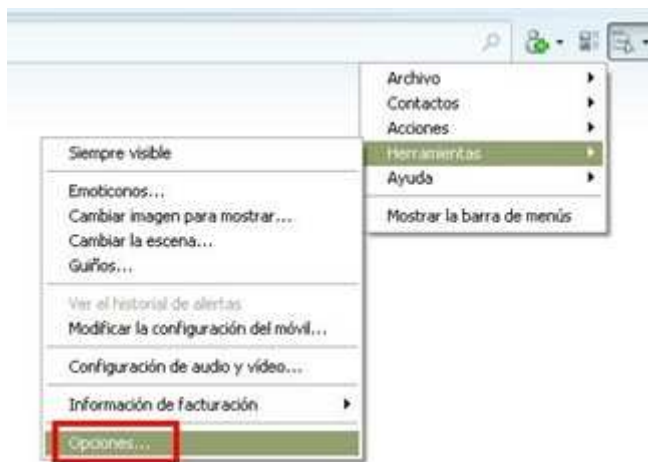 Archivo
Contactos
Acciones
Herramientas
Ayuda
Mostrar la barra de menús
Siempre visible
Emoticonos...
Cambiar imagen para mostrar...
Cambiar la escena...
Guiños...
Ver el historial de alertas
Modificar la configuración del móvil...
Configuración de audio y vídeo...
Información de facturación
Opciones...